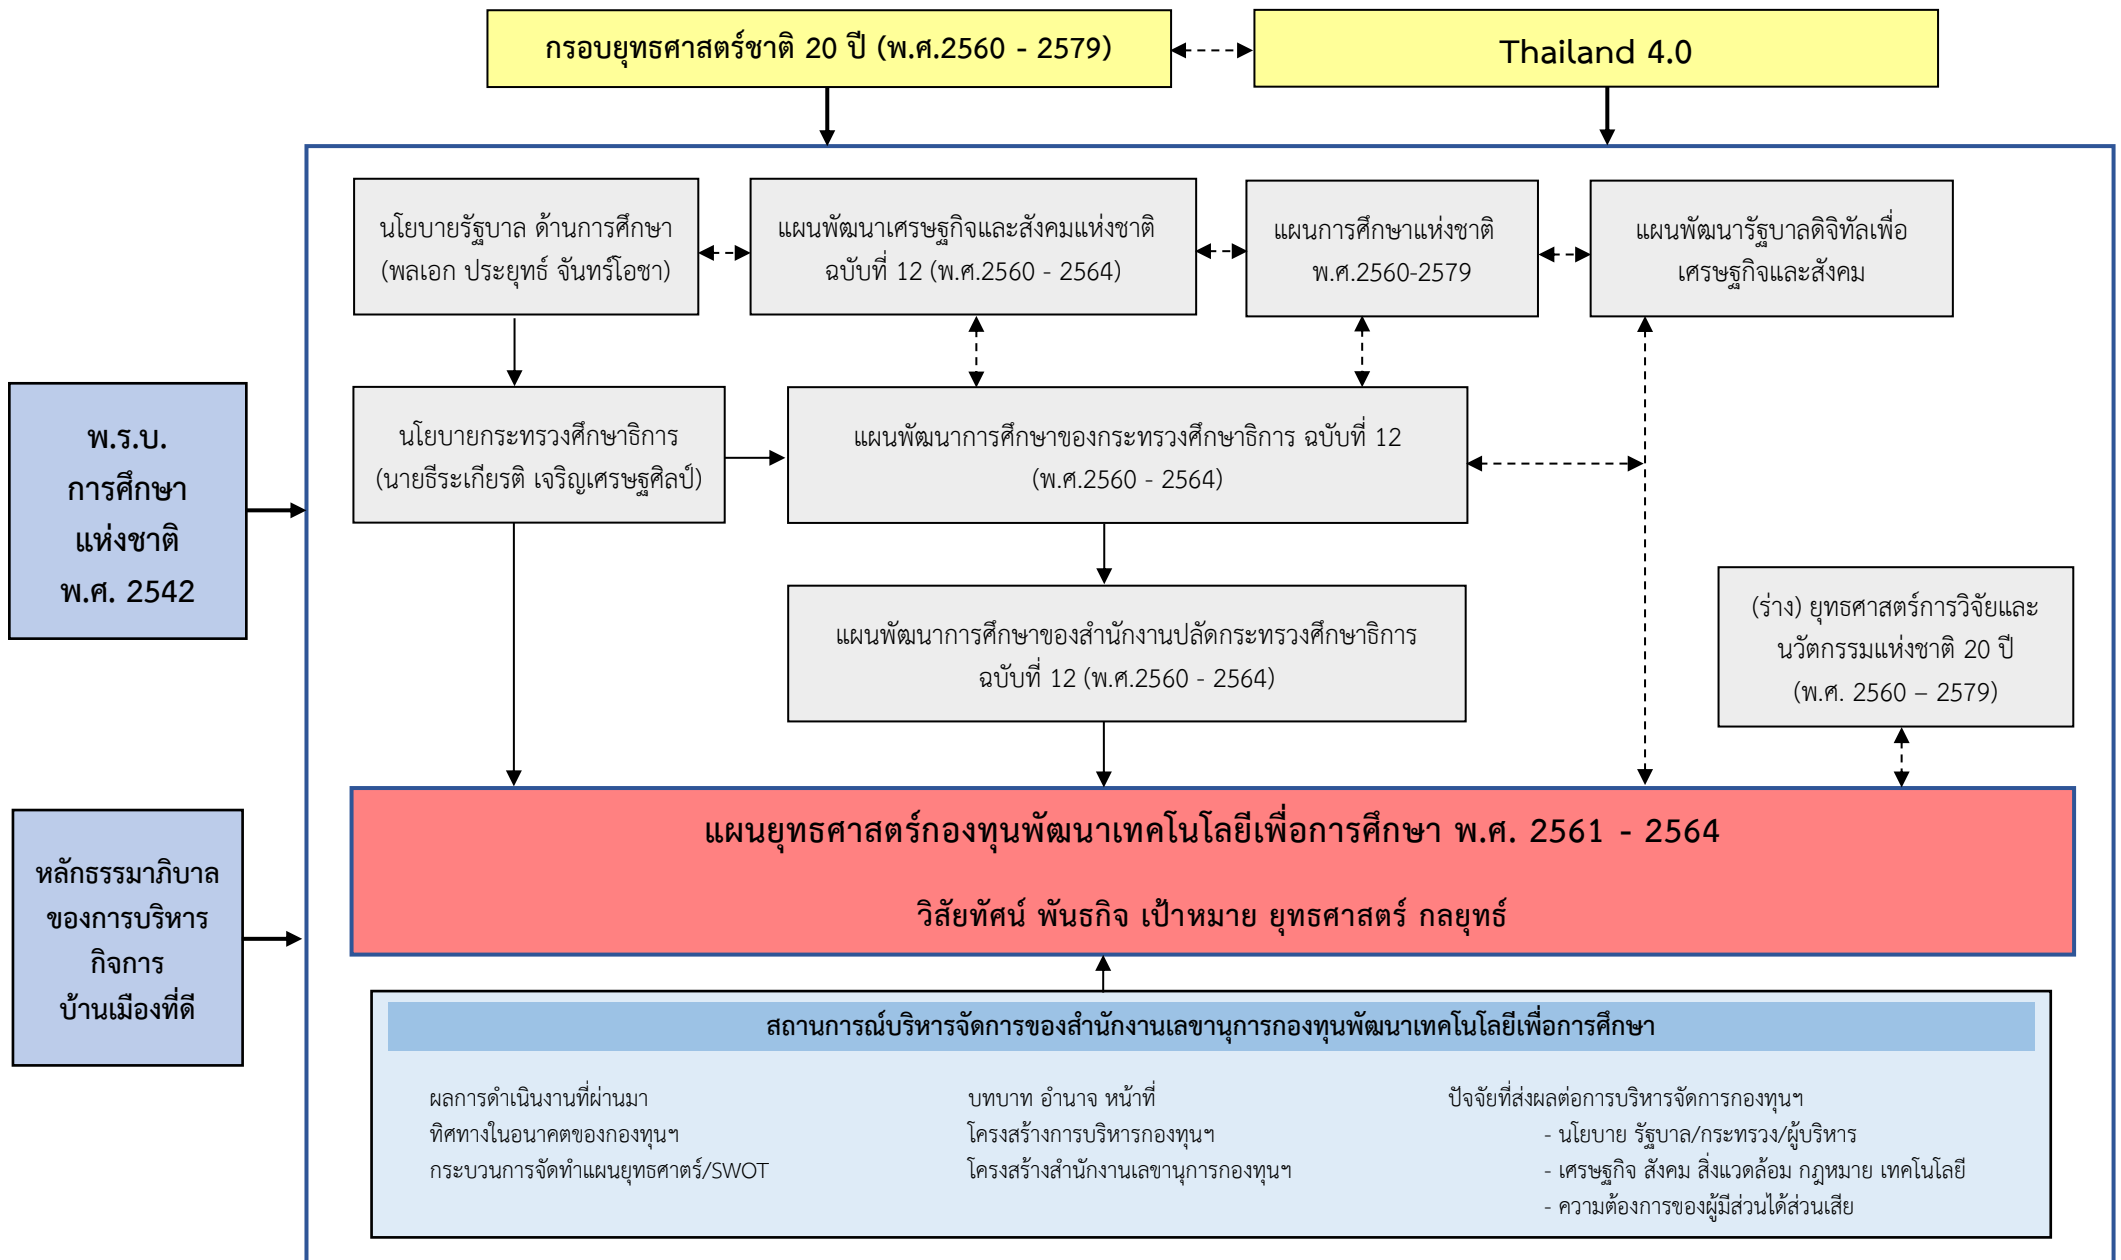 กรอบยุทธศาสตร์ชาติ 20 ปี (พ.ศ.2560 - 2579)
Thailand 4.0
นโยบายรัฐบาล ด้านการศึกษา
(พลเอก ประยุทธ์ จันทร์โอชา)
แผนพัฒนาเศรษฐกิจและสังคมแห่งชาติ
ฉบับที่ 12 (พ.ศ.2560 - 2564)
แผนการศึกษาแห่งชาติ
พ.ศ.2560-2579
แผนพัฒนารัฐบาลดิจิทัลเพื่อ
เศรษฐกิจและสังคม
พ.ร.บ.
การศึกษา
แห่งชาติ
พ.ศ. 2542
นโยบายกระทรวงศึกษาธิการ
(นายธีระเกียรติ เจริญเศรษฐศิลป์)
แผนพัฒนาการศึกษาของกระทรวงศึกษาธิการ ฉบับที่ 12
(พ.ศ.2560 - 2564)
แผนพัฒนาการศึกษาของสำนักงานปลัดกระทรวงศึกษาธิการ
ฉบับที่ 12 (พ.ศ.2560 - 2564)
(ร่าง) ยุทธศาสตร์การวิจัยและ
นวัตกรรมแห่งชาติ 20 ปี
(พ.ศ. 2560 – 2579)
หลักธรรมาภิบาล
ของการบริหาร
กิจการ
บ้านเมืองที่ดี
แผนยุทธศาสตร์กองทุนพัฒนาเทคโนโลยีเพื่อการศึกษา พ.ศ. 2561 - 2564
วิสัยทัศน์ พันธกิจ เป้าหมาย ยุทธศาสตร์ กลยุทธ์
สถานการณ์บริหารจัดการของสำนักงานเลขานุการกองทุนพัฒนาเทคโนโลยีเพื่อการศึกษา
ผลการดำเนินงานที่ผ่านมา
ทิศทางในอนาคตของกองทุนฯ
กระบวนการจัดทำแผนยุทธศาตร์/SWOT
บทบาท อำนาจ หน้าที่
โครงสร้างการบริหารกองทุนฯ
โครงสร้างสำนักงานเลขานุการกองทุนฯ
ปัจจัยที่ส่งผลต่อการบริหารจัดการกองทุนฯ
- นโยบาย รัฐบาล/กระทรวง/ผู้บริหาร
- เศรษฐกิจ สังคม สิ่งแวดล้อม กฎหมาย เทคโนโลยี
- ความต้องการของผู้มีส่วนได้ส่วนเสีย